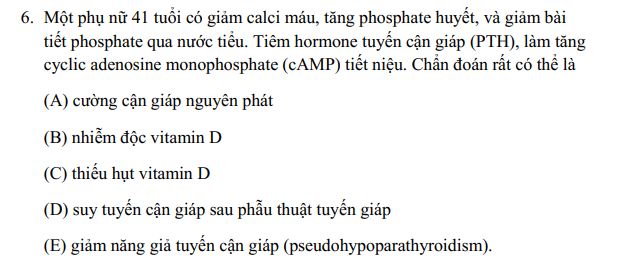 6. Một phụ nữ 41 tuổi có giảm calci máu, tăng phosphate huyết, và giảm bài
tiết phosphate qua nước tiểu. Tiêm hormone tuyến cận giáp (PTH), làm tăng
cyclic adenosine monophosphate (cAMP) tiết niệu. Chẩn đoán rất có thể là
(A) cường cận giáp nguyên phát
(B) nhiễm độc vitamin D
(C) thiếu hụt vitamin D
(D) suy tuyến cận giáp sau phẫu thuật tuyến giáp
(E) giảm năng giả tuyến cận giáp (pseudohypoparathyroidism).